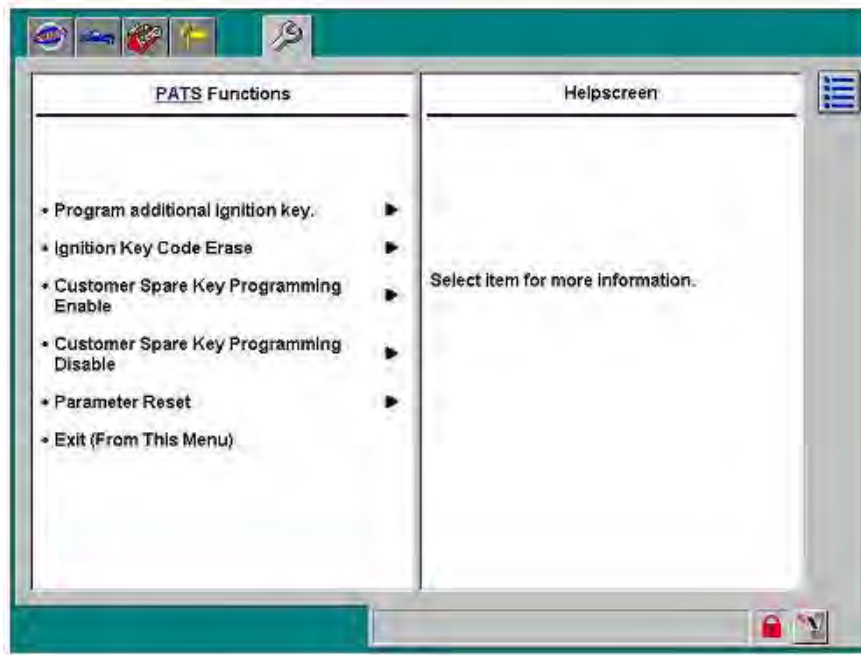 PATS Functions
Helpscreen
• Program additional ignition key.
• Ignition Key Code Erase
• Customer Spare Key Programming
Enable
• Customer Spare Key Programming
Disable
• Parameter Reset
• Exit (From This Menu)
Select item for more information.